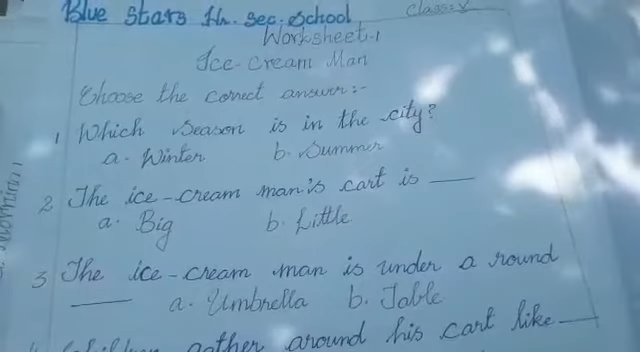 Blue Stars Hr. Sec. School
Class
Worksheet-1
Ice-Cream Man
Choose the correct answer:-
1 Which season is in the city?
a. Winter b. Summer
2 The ice-cream man's cart is ___
a. Big b. Little
3 The ice-cream man is under a round
___ a. Umbrella b. Table
gather around his cart like ___